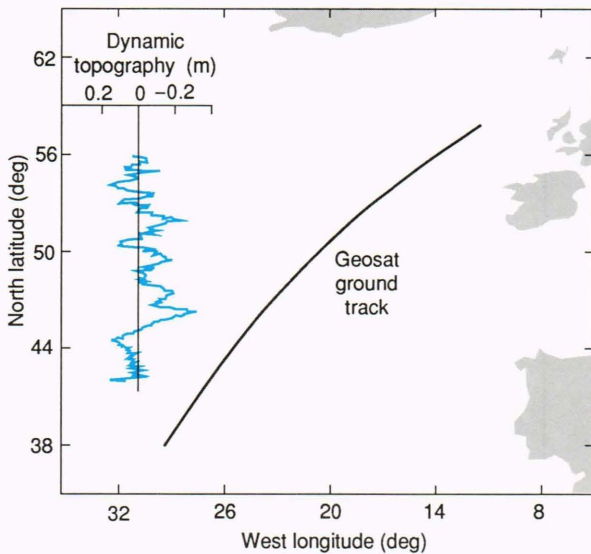 Dynamic
topography (m)
0.2 0 −0.2
62
56
50
44
38
North latitude (deg)
Geosat
ground
track
32 26 20 14 8
West longitude (deg)